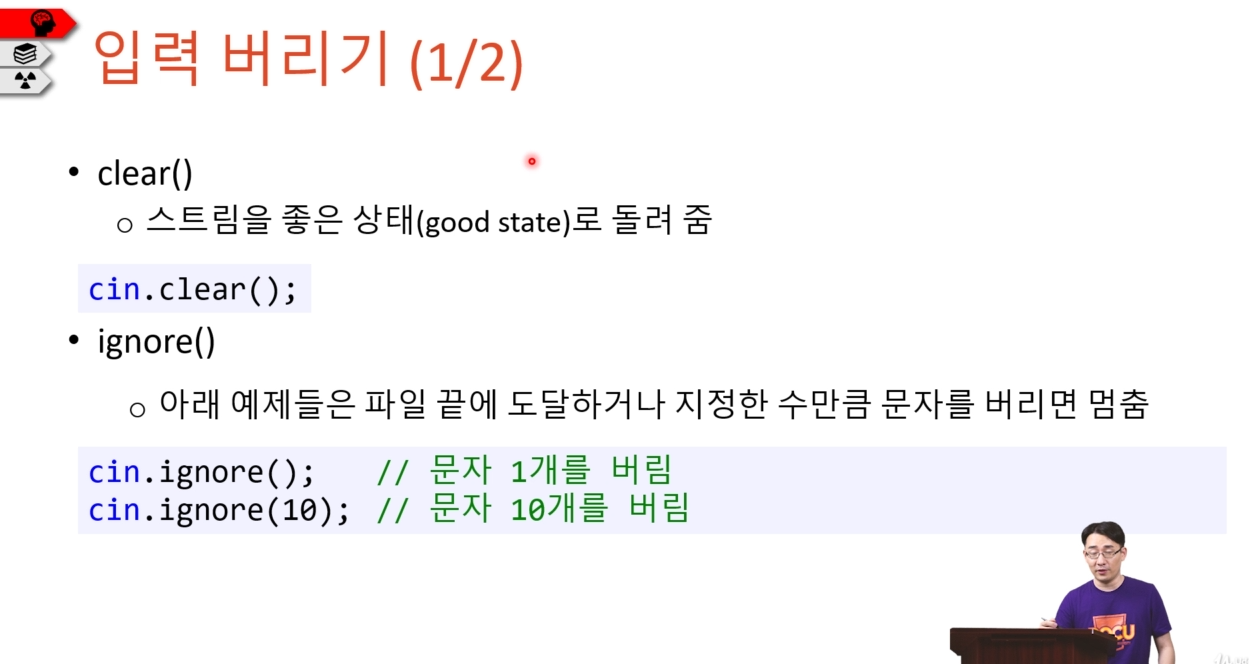 입력 버리기 (1/2)
• clear()
o 스트림을 좋은 상태(good state)로 돌려 줌
cin.clear();
• ignore()
o 아래 예제들은 파일 끝에 도달하거나 지정한 수만큼 문자를 버리면 멈춤
cin.ignore();    // 문자 1개를 버림
cin.ignore(10);  // 문자 10개를 버림